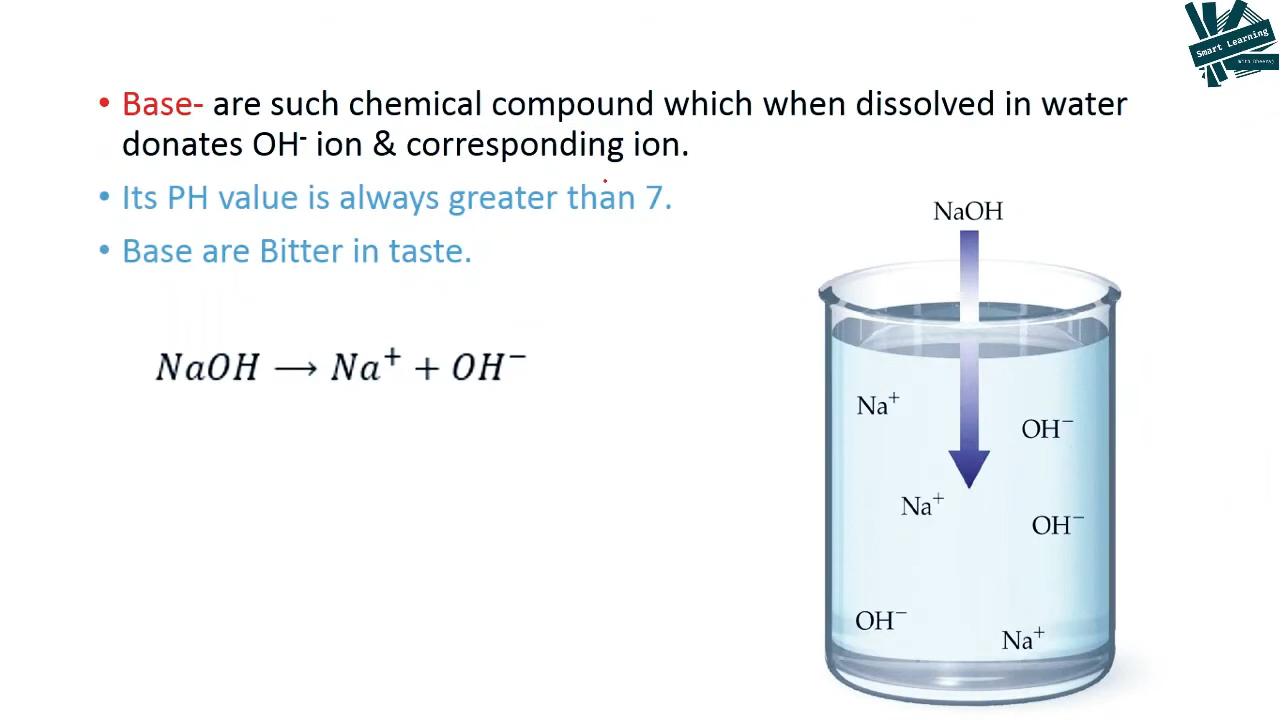 Smart Learning
With Dheeraj
• Base- are such chemical compound which when dissolved in water
donates OH⁻ ion & corresponding ion.
• Its PH value is always greater than 7.
• Base are Bitter in taste.
NaOH ⟶ Na⁺ + OH⁻
NaOH
Na⁺
OH⁻
Na⁺
OH⁻
OH⁻
Na⁺